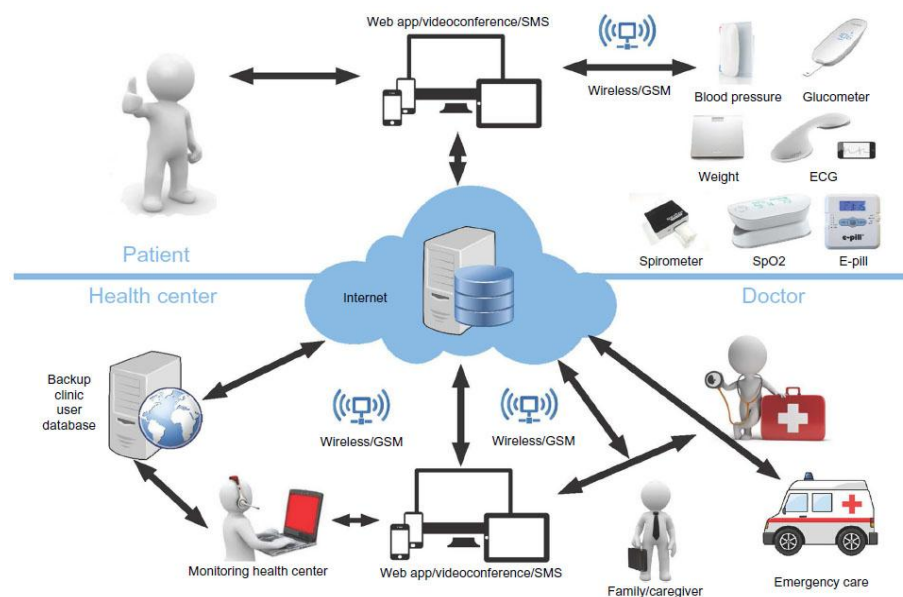 Web app/videoconference/SMS
Wireless/GSM
Blood pressure
Glucometer
Weight
ECG
Spirometer
SpO2
e-pill
E-pill
Patient
Health center
Internet
Doctor
Backup
clinic
user
database
Wireless/GSM
Wireless/GSM
Monitoring health center
Web app/videoconference/SMS
Family/caregiver
Emergency care